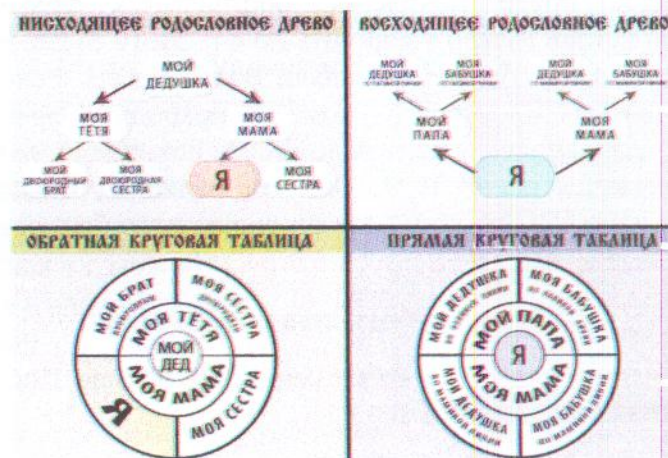 НИСХОДЯЩЕЕ РОДОСЛОВНОЕ ДРЕВО
МОЙ
ДЕДУШКА
МОЯ
ТЁТЯ
МОЯ
МАМА
МОЙ
ДВОЮРОДНЫЙ
БРАТ
МОЯ
ДВОЮРОДНАЯ
СЕСТРА
Я
МОЯ
СЕСТРА
ВОСХОДЯЩЕЕ РОДОСЛОВНОЕ ДРЕВО
МОЙ
ДЕДУШКА
МОЯ
БАБУШКА
МОЙ
ДЕДУШКА
МОЯ
БАБУШКА
МОЙ
ПАПА
МОЯ
МАМА
Я
ОБРАТНАЯ КРУГОВАЯ ТАБЛИЦА
МОЙ БРАТ
ДВОЮРОДНЫЙ
МОЯ СЕСТРА
ДВОЮРОДНАЯ
МОЯ ТЁТЯ
МОЙ
ДЕД
МОЯ МАМА
Я
МОЯ СЕСТРА
ПРЯМАЯ КРУГОВАЯ ТАБЛИЦА
МОЙ ДЕДУШКА
по папиной линии
МОЯ БАБУШКА
по папиной линии
МОЙ ПАПА
Я
МОЯ МАМА
МОЙ ДЕДУШКА
по маминой линии
МОЯ БАБУШКА
по маминой линии